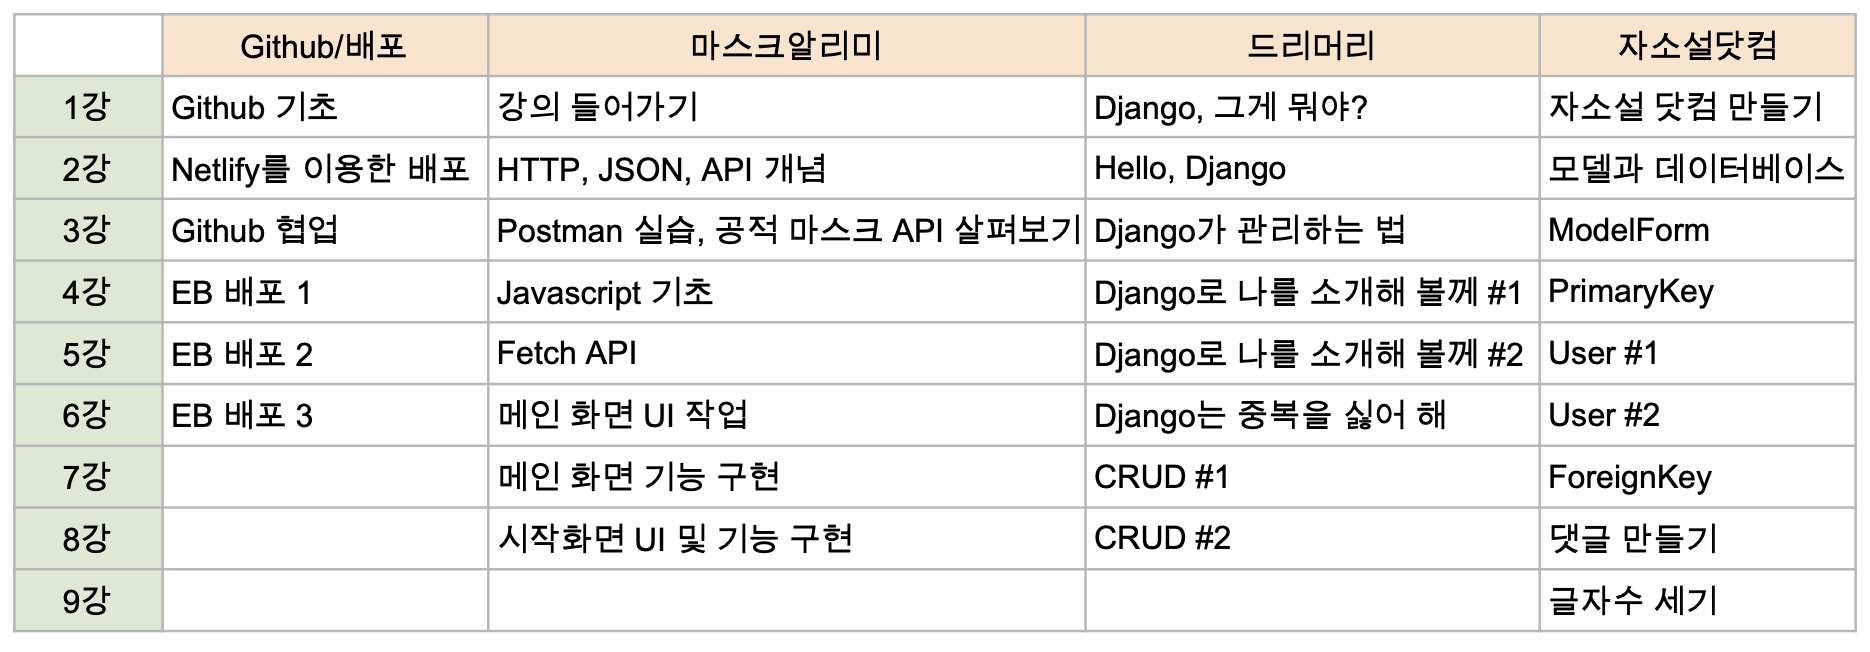 Github/배포 마스크알리미 드리머리 자소설닷컴
1강 Github 기초 강의 들어가기 Django, 그게 뭐야? 자소설 닷컴 만들기
2강 Netlify를 이용한 배포 HTTP, JSON, API 개념 Hello, Django 모델과 데이터베이스
3강 Github 협업 Postman 실습, 공적 마스크 API 살펴보기 Django가 관리하는 법 ModelForm
4강 EB 배포 1 Javascript 기초 Django로 나를 소개해 볼께 #1 PrimaryKey
5강 EB 배포 2 Fetch API Django로 나를 소개해 볼께 #2 User #1
6강 EB 배포 3 메인 화면 UI 작업 Django는 중복을 싫어 해 User #2
7강 메인 화면 기능 구현 CRUD #1 ForeignKey
8강 시작화면 UI 및 기능 구현 CRUD #2 댓글 만들기
9강 글자수 세기